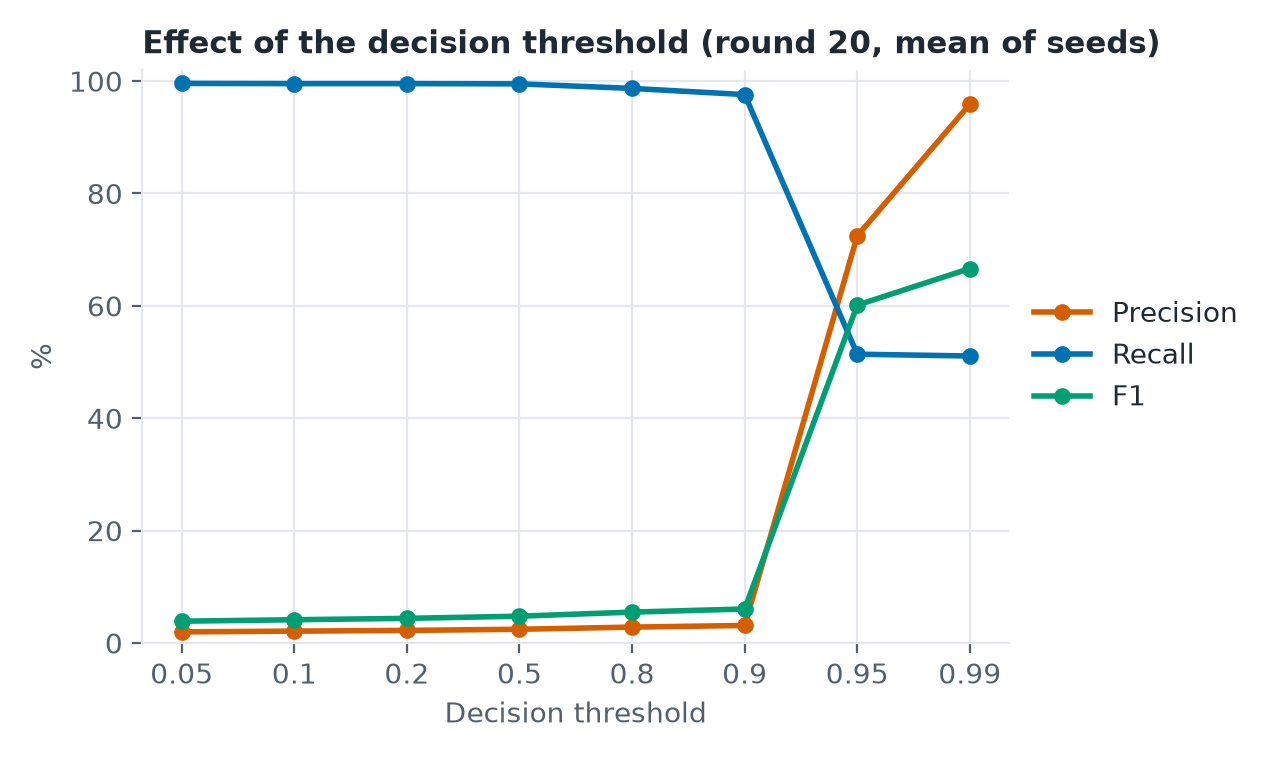 Effect of the decision threshold (round 20, mean of seeds)
100
80
60
40
20
0
%
0.05 0.1 0.2 0.5 0.8 0.9 0.95 0.99
Decision threshold
Precision
Recall
F1